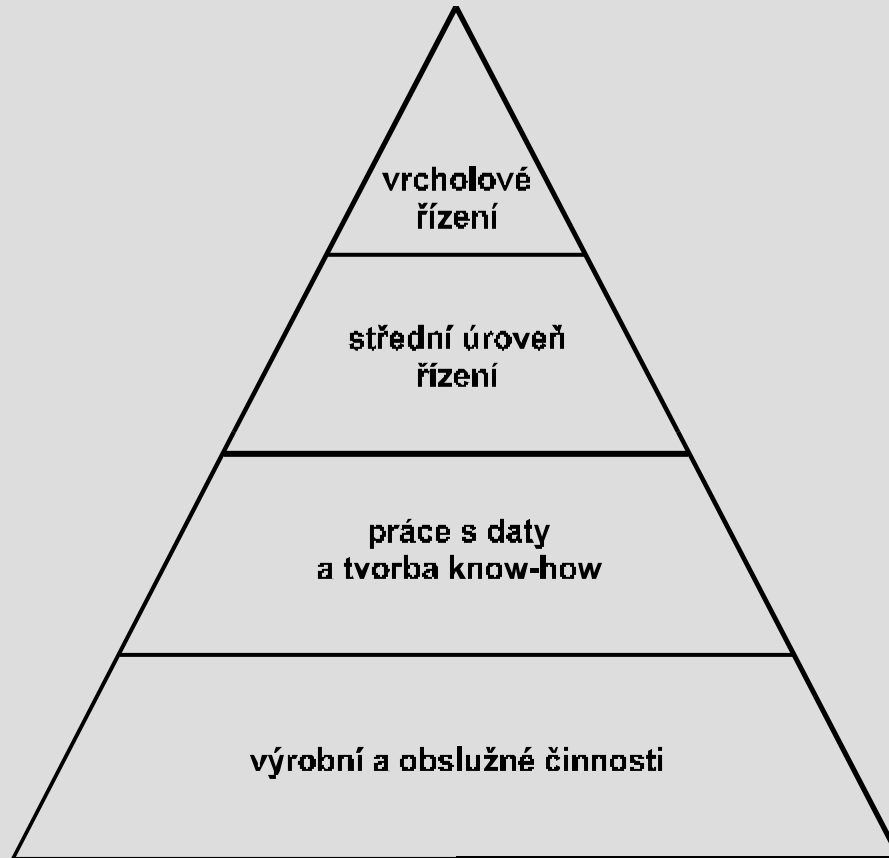 vrcholové
řízení
střední úroveň
řízení
práce s daty
a tvorba know-how
výrobní a obslužné činnosti